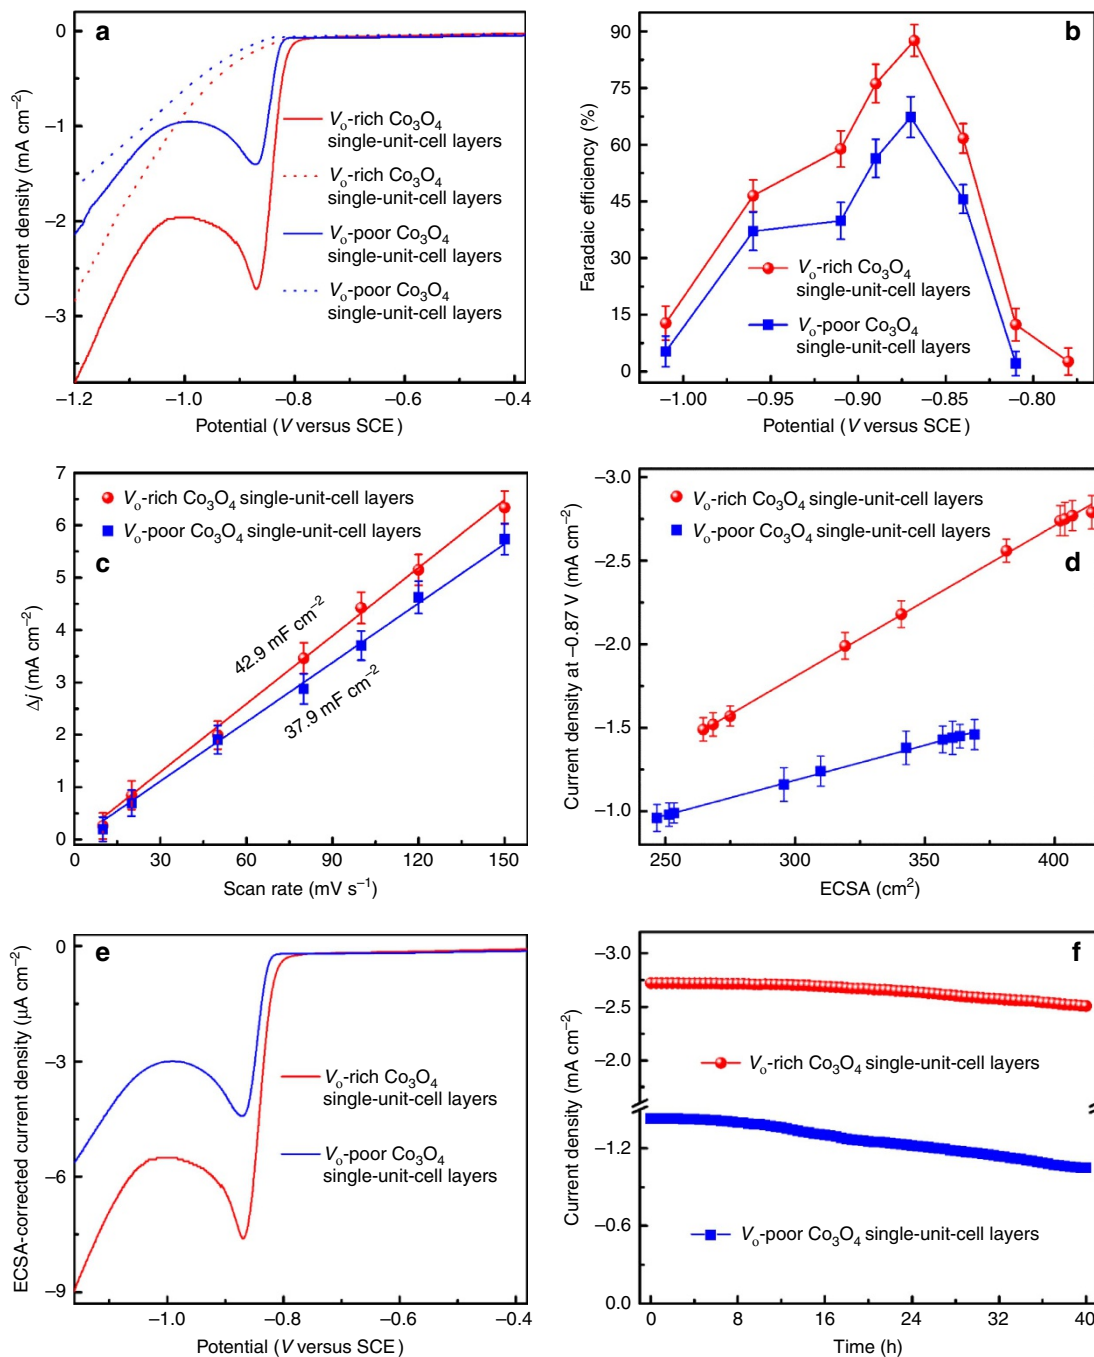 a
0
–1
–2
–3
Current density (mA cm⁻²)
Vₒ-rich Co₃O₄
single-unit-cell layers
Vₒ-rich Co₃O₄
single-unit-cell layers
Vₒ-poor Co₃O₄
single-unit-cell layers
Vₒ-poor Co₃O₄
single-unit-cell layers
–1.2 –1.0 –0.8 –0.6 –0.4
Potential (V versus SCE)
b
90
75
60
45
30
15
0
Faradaic efficiency (%)
Vₒ-rich Co₃O₄
single-unit-cell layers
Vₒ-poor Co₃O₄
single-unit-cell layers
–1.00 –0.95 –0.90 –0.85 –0.80
Potential (V versus SCE)
c
7
6
5
4
3
2
1
0
Δj (mA cm⁻²)
Vₒ-rich Co₃O₄ single-unit-cell layers
Vₒ-poor Co₃O₄ single-unit-cell layers
42.9 mF cm⁻²
37.9 mF cm⁻²
0 30 60 90 120 150
Scan rate (mV s⁻¹)
d
–3.0
–2.5
–2.0
–1.5
–1.0
Current density at –0.87 V (mA cm⁻²)
Vₒ-rich Co₃O₄ single-unit-cell layers
Vₒ-poor Co₃O₄ single-unit-cell layers
250 300 350 400
ECSA (cm²)
e
0
–3
–6
–9
ECSA-corrected current density (μA cm⁻²)
Vₒ-rich Co₃O₄
single-unit-cell layers
Vₒ-poor Co₃O₄
single-unit-cell layers
–1.0 –0.8 –0.6 –0.4
Potential (V versus SCE)
f
–3.0
–2.5
–2.0
–1.2
–0.6
0.0
Current density (mA cm⁻²)
Vₒ-rich Co₃O₄ single-unit-cell layers
Vₒ-poor Co₃O₄ single-unit-cell layers
0 8 16 24 32 40
Time (h)